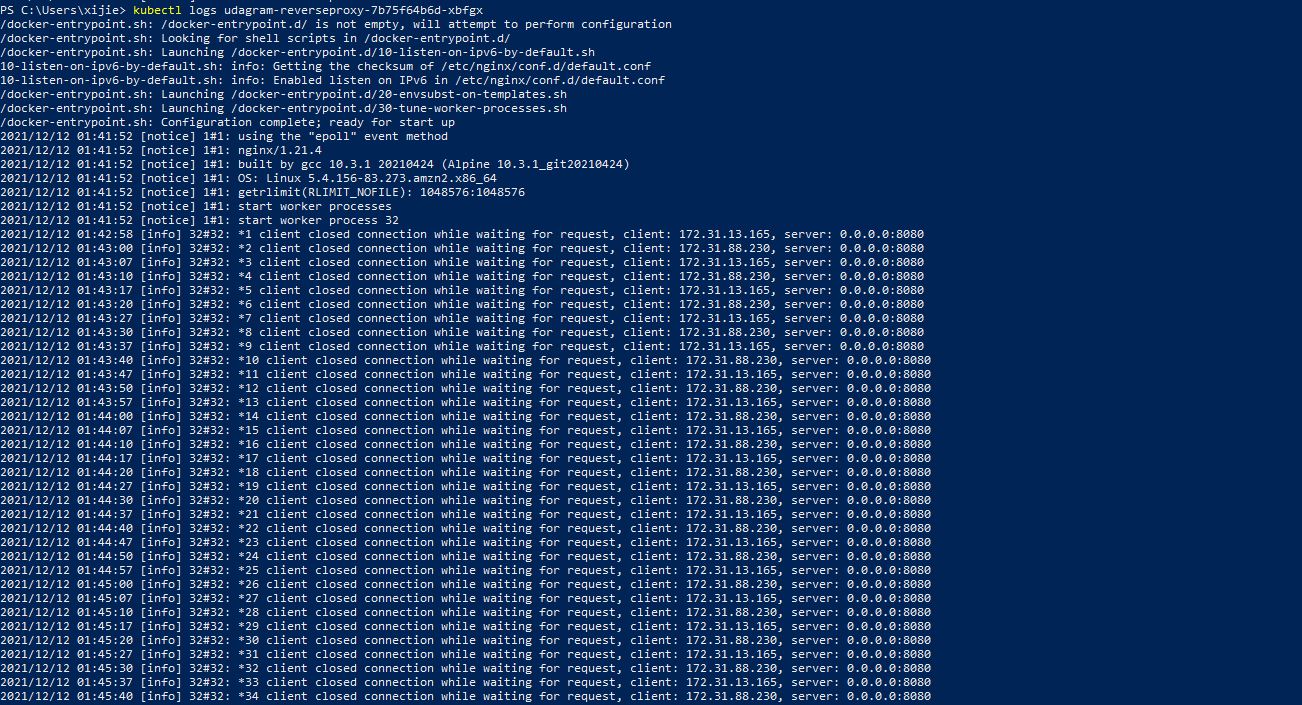 PS C:\Users\xijie> kubectl logs udagram-reverseproxy-7b75f64b6d-xbfgx
/docker-entrypoint.sh: /docker-entrypoint.d/ is not empty, will attempt to perform configuration
/docker-entrypoint.sh: Looking for shell scripts in /docker-entrypoint.d/
/docker-entrypoint.sh: Launching /docker-entrypoint.d/10-listen-on-ipv6-by-default.sh
10-listen-on-ipv6-by-default.sh: info: Getting the checksum of /etc/nginx/conf.d/default.conf
10-listen-on-ipv6-by-default.sh: info: Enabled listen on IPv6 in /etc/nginx/conf.d/default.conf
/docker-entrypoint.sh: Launching /docker-entrypoint.d/20-envsubst-on-templates.sh
/docker-entrypoint.sh: Launching /docker-entrypoint.d/30-tune-worker-processes.sh
/docker-entrypoint.sh: Configuration complete; ready for start up
2021/12/12 01:41:52 [notice] 1#1: using the "epoll" event method
2021/12/12 01:41:52 [notice] 1#1: nginx/1.21.4
2021/12/12 01:41:52 [notice] 1#1: built by gcc 10.3.1 20210424 (Alpine 10.3.1_git20210424)
2021/12/12 01:41:52 [notice] 1#1: OS: Linux 5.4.156-83.273.amzn2.x86_64
2021/12/12 01:41:52 [notice] 1#1: getrlimit(RLIMIT_NOFILE): 1048576:1048576
2021/12/12 01:41:52 [notice] 1#1: start worker processes
2021/12/12 01:41:52 [notice] 1#1: start worker process 32
2021/12/12 01:42:58 [info] 32#32: *1 client closed connection while waiting for request, client: 172.31.13.165, server: 0.0.0.0:8080
2021/12/12 01:43:00 [info] 32#32: *2 client closed connection while waiting for request, client: 172.31.88.230, server: 0.0.0.0:8080
2021/12/12 01:43:07 [info] 32#32: *3 client closed connection while waiting for request, client: 172.31.13.165, server: 0.0.0.0:8080
2021/12/12 01:43:10 [info] 32#32: *4 client closed connection while waiting for request, client: 172.31.88.230, server: 0.0.0.0:8080
2021/12/12 01:43:17 [info] 32#32: *5 client closed connection while waiting for request, client: 172.31.13.165, server: 0.0.0.0:8080
2021/12/12 01:43:20 [info] 32#32: *6 client closed connection while waiting for request, client: 172.31.88.230, server: 0.0.0.0:8080
2021/12/12 01:43:27 [info] 32#32: *7 client closed connection while waiting for request, client: 172.31.13.165, server: 0.0.0.0:8080
2021/12/12 01:43:30 [info] 32#32: *8 client closed connection while waiting for request, client: 172.31.88.230, server: 0.0.0.0:8080
2021/12/12 01:43:37 [info] 32#32: *9 client closed connection while waiting for request, client: 172.31.13.165, server: 0.0.0.0:8080
2021/12/12 01:43:40 [info] 32#32: *10 client closed connection while waiting for request, client: 172.31.88.230, server: 0.0.0.0:8080
2021/12/12 01:43:47 [info] 32#32: *11 client closed connection while waiting for request, client: 172.31.13.165, server: 0.0.0.0:8080
2021/12/12 01:43:50 [info] 32#32: *12 client closed connection while waiting for request, client: 172.31.88.230, server: 0.0.0.0:8080
2021/12/12 01:43:57 [info] 32#32: *13 client closed connection while waiting for request, client: 172.31.13.165, server: 0.0.0.0:8080
2021/12/12 01:44:00 [info] 32#32: *14 client closed connection while waiting for request, client: 172.31.88.230, server: 0.0.0.0:8080
2021/12/12 01:44:07 [info] 32#32: *15 client closed connection while waiting for request, client: 172.31.13.165, server: 0.0.0.0:8080
2021/12/12 01:44:10 [info] 32#32: *16 client closed connection while waiting for request, client: 172.31.88.230, server: 0.0.0.0:8080
2021/12/12 01:44:17 [info] 32#32: *17 client closed connection while waiting for request, client: 172.31.13.165, server: 0.0.0.0:8080
2021/12/12 01:44:20 [info] 32#32: *18 client closed connection while waiting for request, client: 172.31.88.230, server: 0.0.0.0:8080
2021/12/12 01:44:27 [info] 32#32: *19 client closed connection while waiting for request, client: 172.31.13.165, server: 0.0.0.0:8080
2021/12/12 01:44:30 [info] 32#32: *20 client closed connection while waiting for request, client: 172.31.88.230, server: 0.0.0.0:8080
2021/12/12 01:44:37 [info] 32#32: *21 client closed connection while waiting for request, client: 172.31.13.165, server: 0.0.0.0:8080
2021/12/12 01:44:40 [info] 32#32: *22 client closed connection while waiting for request, client: 172.31.88.230, server: 0.0.0.0:8080
2021/12/12 01:44:47 [info] 32#32: *23 client closed connection while waiting for request, client: 172.31.13.165, server: 0.0.0.0:8080
2021/12/12 01:44:50 [info] 32#32: *24 client closed connection while waiting for request, client: 172.31.88.230, server: 0.0.0.0:8080
2021/12/12 01:44:57 [info] 32#32: *25 client closed connection while waiting for request, client: 172.31.13.165, server: 0.0.0.0:8080
2021/12/12 01:45:00 [info] 32#32: *26 client closed connection while waiting for request, client: 172.31.88.230, server: 0.0.0.0:8080
2021/12/12 01:45:07 [info] 32#32: *27 client closed connection while waiting for request, client: 172.31.13.165, server: 0.0.0.0:8080
2021/12/12 01:45:10 [info] 32#32: *28 client closed connection while waiting for request, client: 172.31.88.230, server: 0.0.0.0:8080
2021/12/12 01:45:17 [info] 32#32: *29 client closed connection while waiting for request, client: 172.31.13.165, server: 0.0.0.0:8080
2021/12/12 01:45:20 [info] 32#32: *30 client closed connection while waiting for request, client: 172.31.88.230, server: 0.0.0.0:8080
2021/12/12 01:45:27 [info] 32#32: *31 client closed connection while waiting for request, client: 172.31.13.165, server: 0.0.0.0:8080
2021/12/12 01:45:30 [info] 32#32: *32 client closed connection while waiting for request, client: 172.31.88.230, server: 0.0.0.0:8080
2021/12/12 01:45:37 [info] 32#32: *33 client closed connection while waiting for request, client: 172.31.13.165, server: 0.0.0.0:8080
2021/12/12 01:45:40 [info] 32#32: *34 client closed connection while waiting for request, client: 172.31.88.230, server: 0.0.0.0:8080